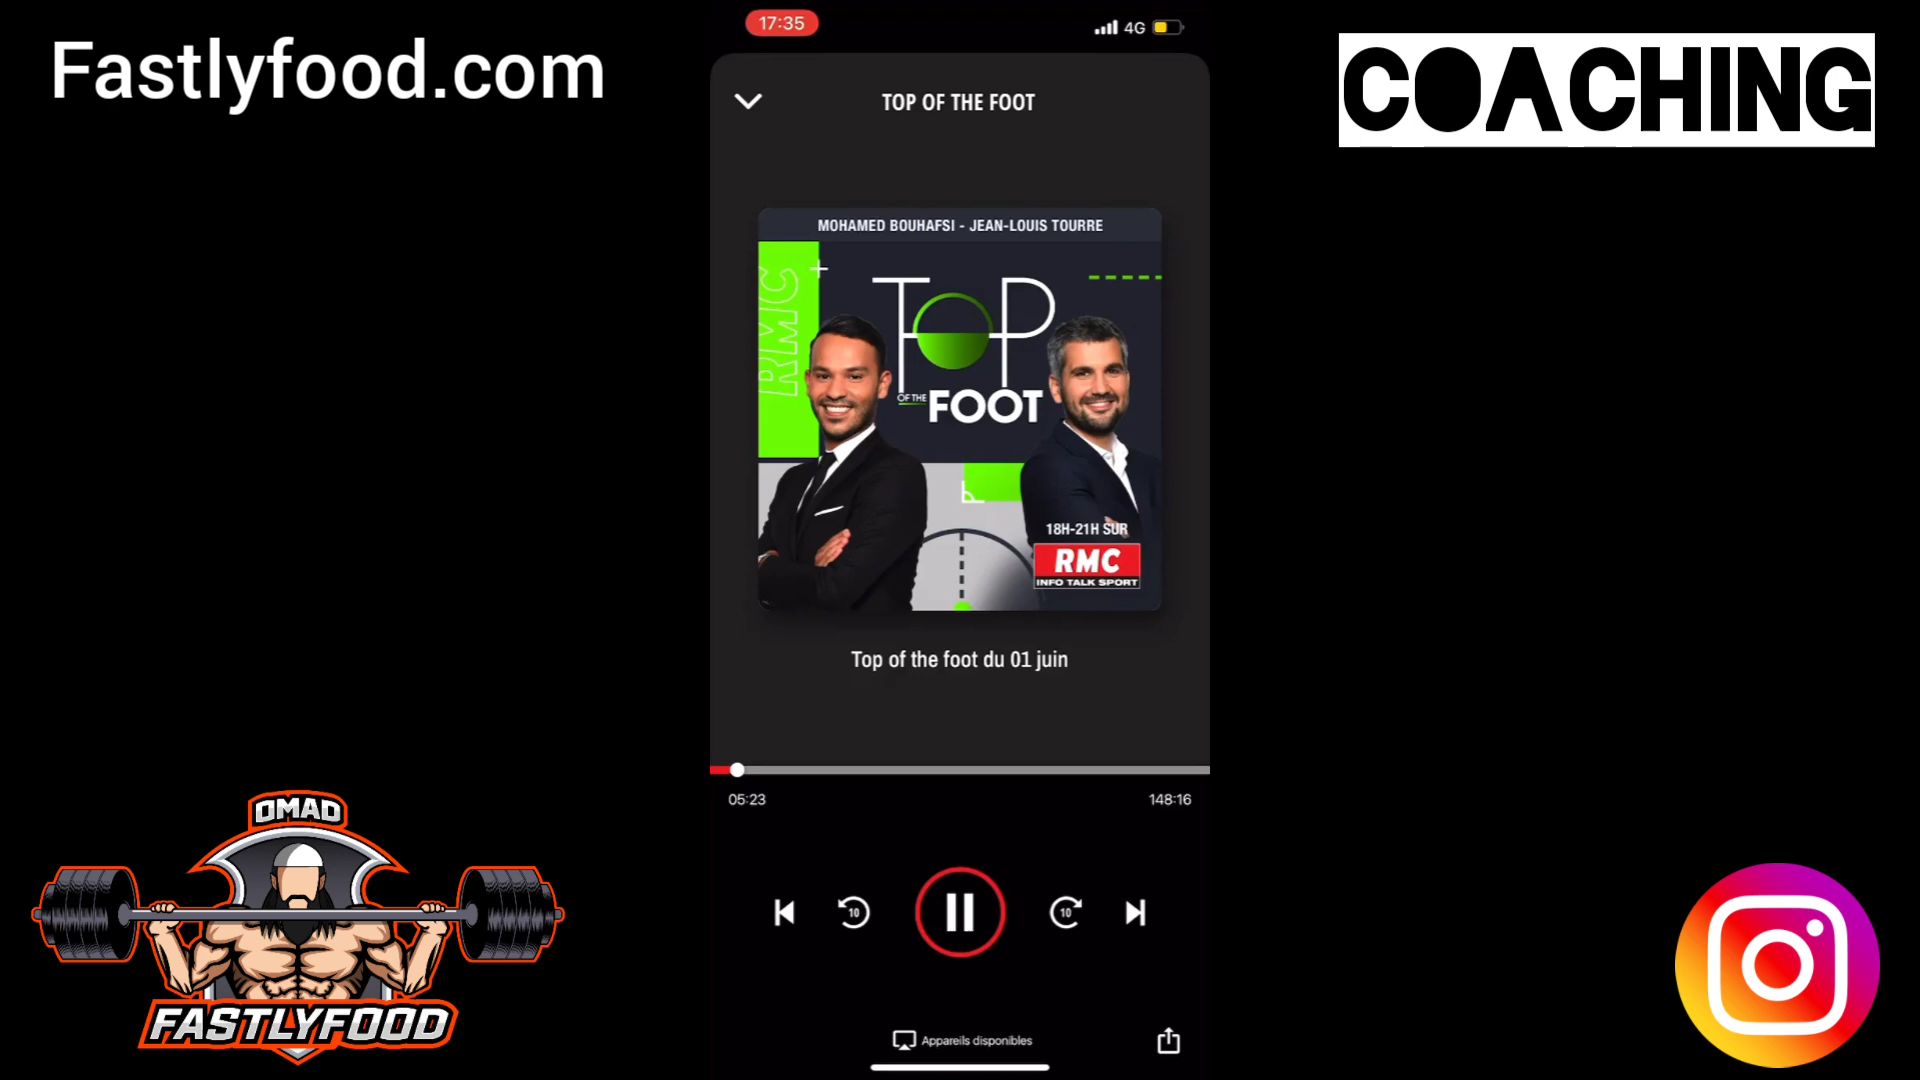 Fastlyfood.com
17:35
4G
COACHING
TOP OF THE FOOT
MOHAMED BOUHAFSI - JEAN-LOUIS TOURRE
RMC
TOP
OF THE FOOT
18H-21H SUR
RMC
INFO TALK SPORT
Top of the foot du 01 juin
05:23
148:16
10
10
OMAD
FASTLYFOOD
Appareils disponibles